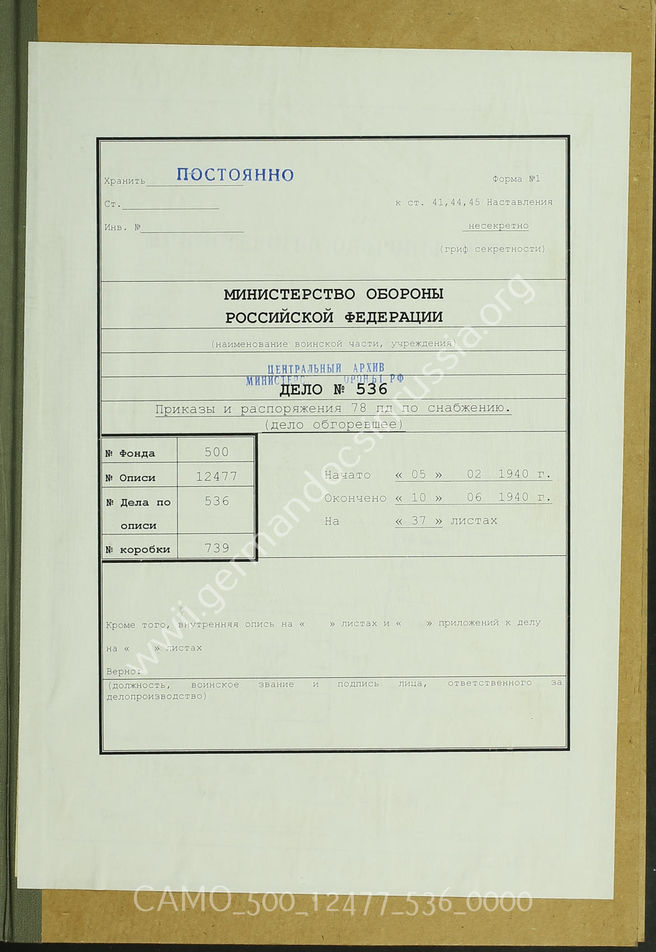 Хранить ПОСТОЯННО
Форма №1
Ст.
к ст. 41,44,45 Наставления
Инв. №
несекретно
(гриф секретности)
МИНИСТЕРСТВО ОБОРОНЫ
РОССИЙСКОЙ ФЕДЕРАЦИИ
(наименование воинской части, учреждения)
ЦЕНТРАЛЬНЫЙ АРХИВ
МИНИСТЕРС ОРОНЫ РФ
ДЕЛО № 536
Приказы и распоряжения 78 пд по снабжению.
(дело обгоревшее)
№ Фонда 500
№ Описи 12477
№ Дела по описи 536
№ коробки 739
Начато « 05 » 02 1940 г.
Окончено « 10 » 06 1940 г.
На « 37 » листах
Кроме того, внутренняя опись на « » листах и « » приложений к делу
на « » листах
Верно:
(должность, воинское звание и подпись лица, ответственного за
делопроизводство)
www.germandocsinrussia.org
CAMO_500_12477_536_0000